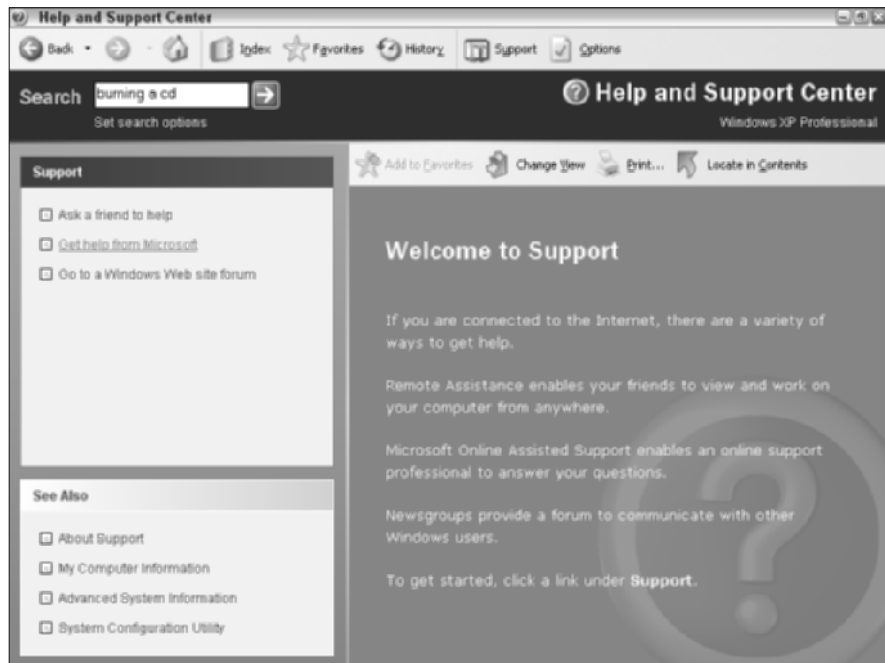 Help and Support Center
Back Index Favorites History Support Options
Search burning a cd
Set search options
Help and Support Center
Windows XP Professional
Support
Ask a friend to help
Get help from Microsoft
Go to a Windows Web site forum
See Also
About Support
My Computer Information
Advanced System Information
System Configuration Utility
Add to Favorites Change View Print... Locate in Contents
Welcome to Support
If you are connected to the Internet, there are a variety of
ways to get help.
Remote Assistance enables your friends to view and work on
your computer from anywhere.
Microsoft Online Assisted Support enables an online support
professional to answer your questions.
Newsgroups provide a forum to communicate with other
Windows users.
To get started, click a link under Support.